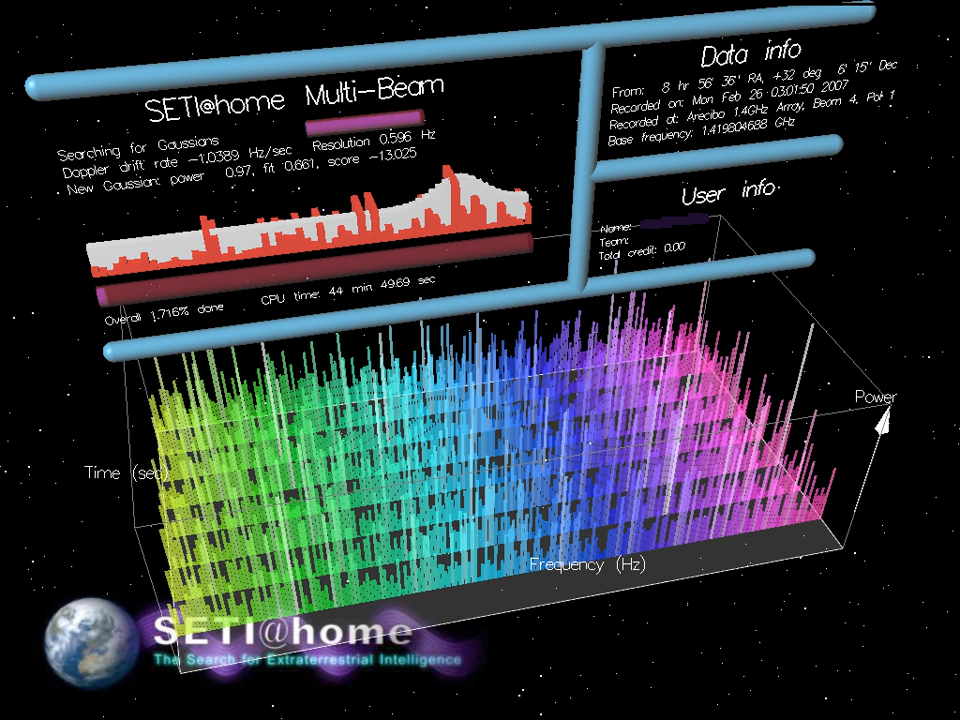 SETI@home Multi-Beam
Searching for Gaussians
Doppler drift rate -1.0389 Hz/sec Resolution 0.596 Hz
New Gaussian: power 0.97, fit 0.661, score -13.025
Overall 1.716% done CPU time: 44 min 49.69 sec
Data info
From: 8 hr 56' 36" RA, +32 deg 6' 15" Dec
Recorded on: Mon Feb 26 03:01:50 2007
Recorded at: Arecibo 1.4GHz Array, Beam 4, Pol 1
Base frequency: 1.419804688 GHz
User info
Name:
Team:
Total credit: 0.00
Power
Time (sec)
Frequency (Hz)
SETI@home
The Search for Extraterrestrial Intelligence